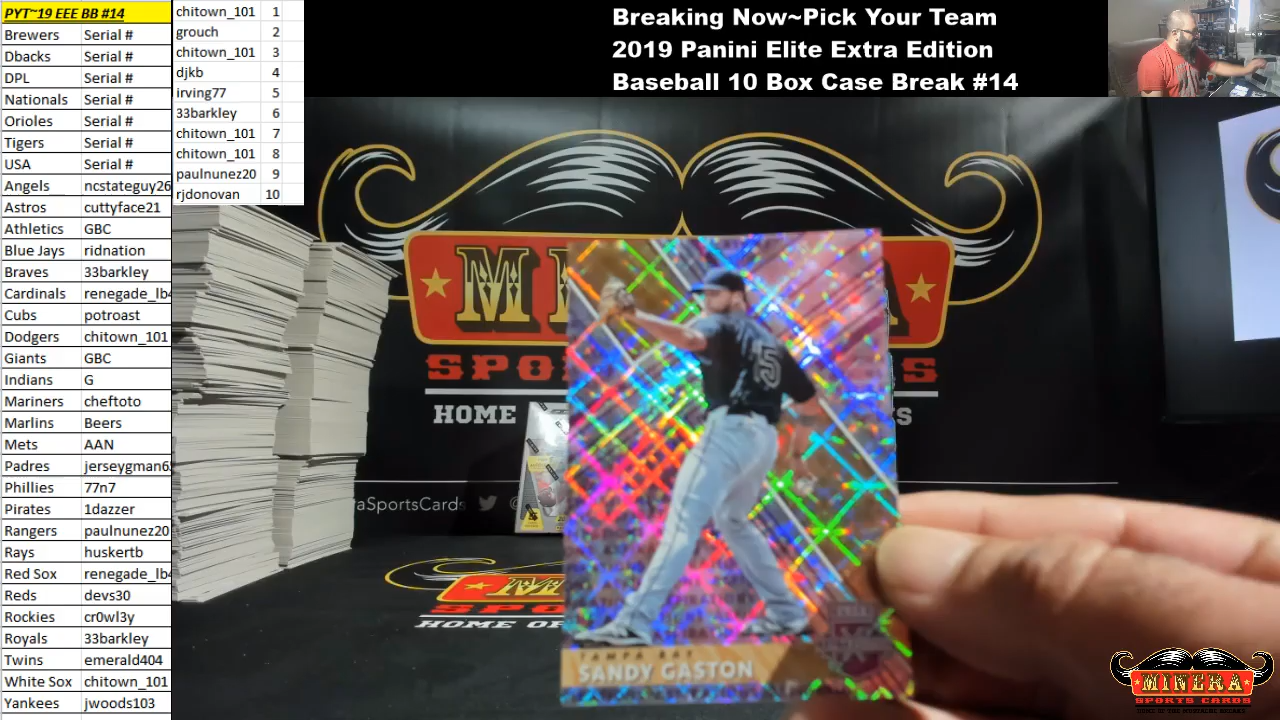 PYT~19 EEE BB #14
Brewers Serial #
Dbacks Serial #
DPL Serial #
Nationals Serial #
Orioles Serial #
Tigers Serial #
USA Serial #
Angels ncstateguy26
Astros cuttyface21
Athletics GBC
Blue Jays ridnation
Braves 33barkley
Cardinals renegade_lb4
Cubs potroast
Dodgers chitown_101
Giants GBC
Indians G
Mariners cheftoto
Marlins Beers
Mets AAN
Padres jerseygman6
Phillies 77n7
Pirates 1dazzer
Rangers paulnunez20
Rays huskertb
Red Sox renegade_lb4
Reds devs30
Rockies cr0wl3y
Royals 33barkley
Twins emerald404
White Sox chitown_101
Yankees jwoods103
chitown_101 1
grouch 2
chitown_101 3
djkb 4
irving77 5
33barkley 6
chitown_101 7
chitown_101 8
paulnunez20 9
rjdonovan 10
Breaking Now~Pick Your Team
2019 Panini Elite Extra Edition
Baseball 10 Box Case Break #14
M
SPO S
HOME
aSportsCards
15
TAMPA BAY
SANDY GASTON
MINERA
SPORTS CARDS